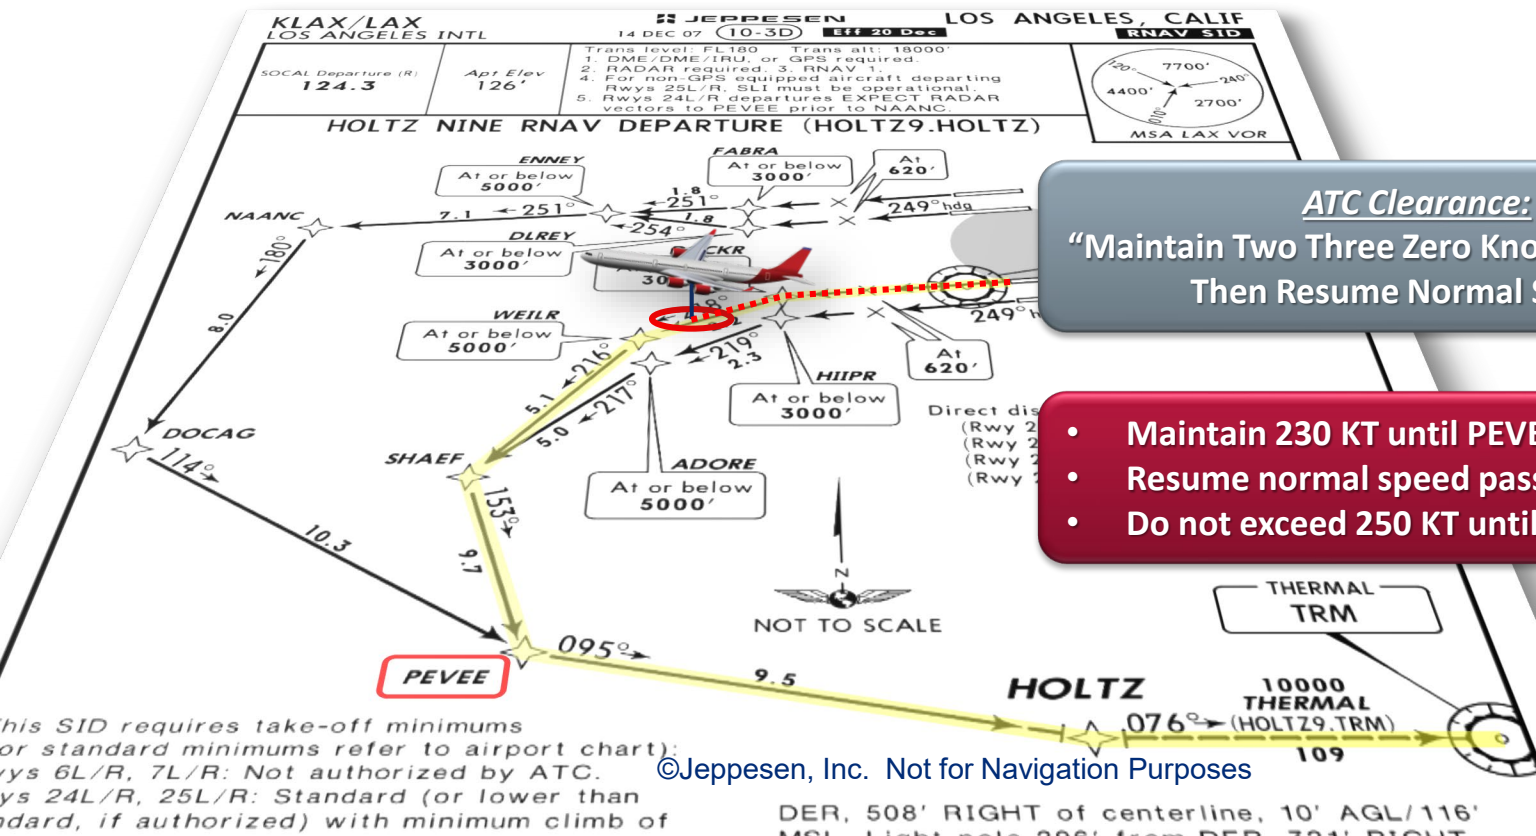 KLAX/LAX
LOS ANGELES INTL
JEPPESEN
LOS ANGELES, CALIF
14 DEC 07
10-3D
Eff 20 Dec
RNAV SID
SOCAL Departure (R)
124.3
Apt Elev
126'
Trans level: FL180 Trans alt: 18000'
1. DME/DME/IRU, or GPS required.
2. RADAR required. 3. RNAV 1.
4. For non-GPS equipped aircraft departing
Rwys 25L/R, SLI must be operational.
5. Rwys 24L/R departures EXPECT RADAR
vectors to PEVEE prior to NAANC.
120°
7700'
240°
4400'
2700'
010°
MSA LAX VOR
HOLTZ NINE RNAV DEPARTURE (HOLTZ9.HOLTZ)
ENNEY
At or below
5000'
FABRA
At or below
3000'
At
620'
NAANC
7.1
251°
1.8
251°
1.8
254°
249° hdg
180°
DLREY
At or below
3000'
CKR
30
ATC Clearance:
"Maintain Two Three Zero Kno
Then Resume Normal S
8.0
WEILR
At or below
5000'
249° h
216°
5.1
219°
2.3
217°
5.0
At
620'
HIIPR
At or below
3000'
Direct dis
(Rwy 2
(Rwy 2
(Rwy
(Rwy
• Maintain 230 KT until PEVE
• Resume normal speed pass
• Do not exceed 250 KT until
DOCAG
114°
SHAEF
ADORE
At or below
5000'
153°
9.7
10.3
N
NOT TO SCALE
THERMAL
TRM
PEVEE
095°
9.5
HOLTZ
10000
THERMAL
076°
(HOLTZ9.TRM)
109
his SID requires take-off minimums
or standard minimums refer to airport chart):
ys 6L/R, 7L/R: Not authorized by ATC.
ys 24L/R, 25L/R: Standard (or lower than
ndard, if authorized) with minimum climb of
©Jeppesen, Inc. Not for Navigation Purposes
DER, 508' RIGHT of centerline, 10' AGL/116'